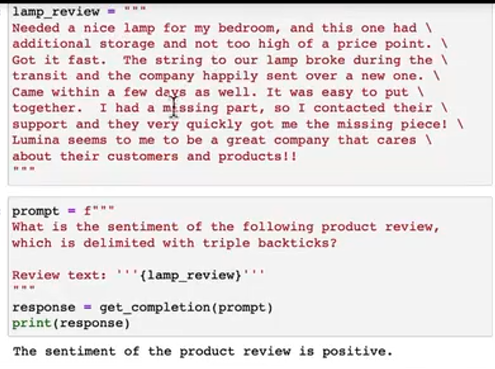 lamp_review = """
Needed a nice lamp for my bedroom, and this one had \
additional storage and not too high of a price point. \
Got it fast.  The string to our lamp broke during the \
transit and the company happily sent over a new one. \
Came within a few days as well. It was easy to put \
together.  I had a missing part, so I contacted their \
support and they very quickly got me the missing piece! \
Lumina seems to me to be a great company that cares \
about their customers and products!!
"""
prompt = f"""
What is the sentiment of the following product review,
which is delimited with triple backticks?
Review text: '''{lamp_review}'''
"""
response = get_completion(prompt)
print(response)
The sentiment of the product review is positive.